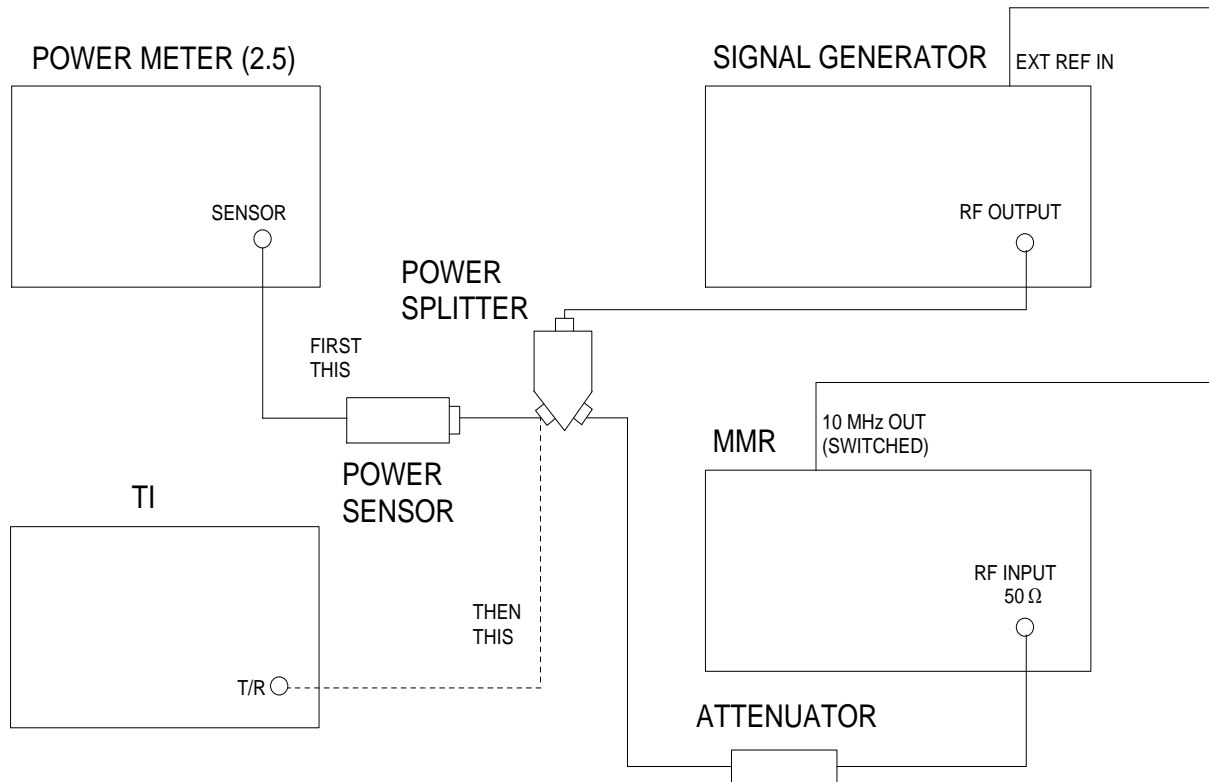 POWER METER (2.5)
SENSOR
SIGNAL GENERATOR
EXT REF IN
RF OUTPUT
POWER
SPLITTER
FIRST
THIS
POWER
SENSOR
MMR
10 MHz OUT
(SWITCHED)
RF INPUT
50 Ω
TI
T/R
THEN
THIS
ATTENUATOR